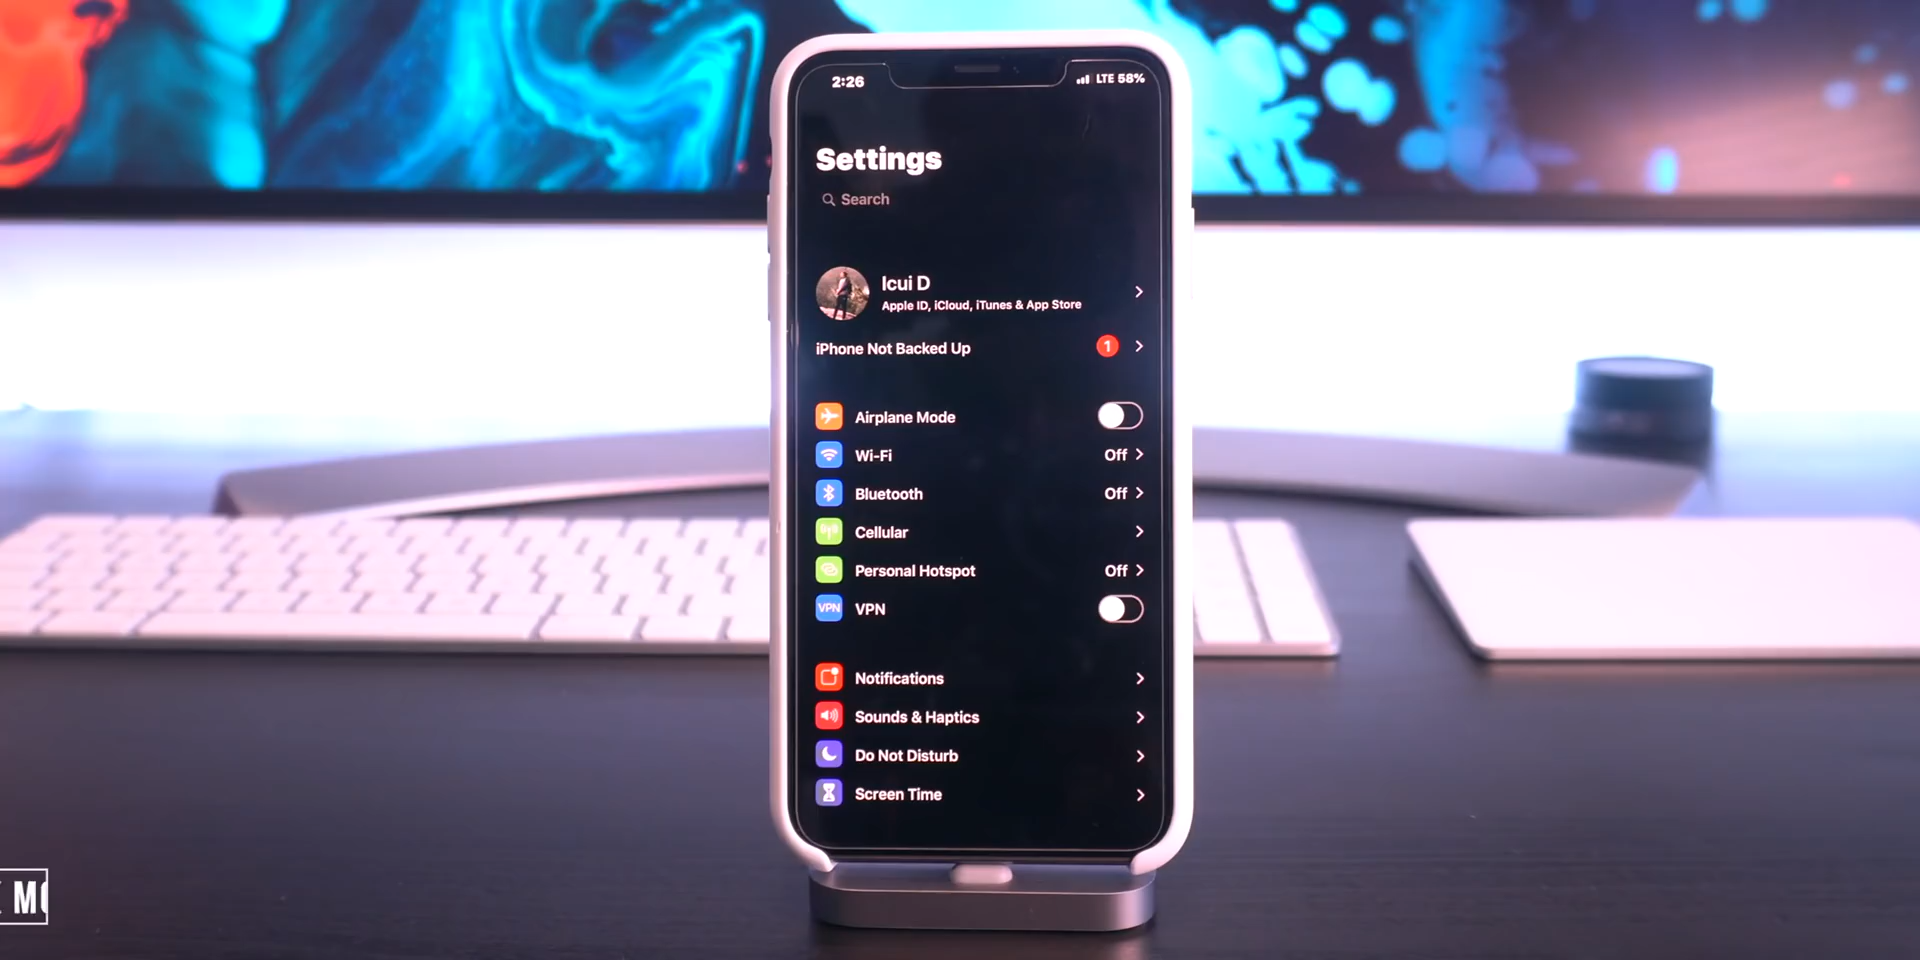 2:26
LTE 58%
Settings
Search
Icui D
Apple ID, iCloud, iTunes & App Store
iPhone Not Backed Up
1
Airplane Mode
Wi-Fi
Off
Bluetooth
Off
Cellular
Personal Hotspot
Off
VPN
VPN
Notifications
Sounds & Haptics
Do Not Disturb
Screen Time